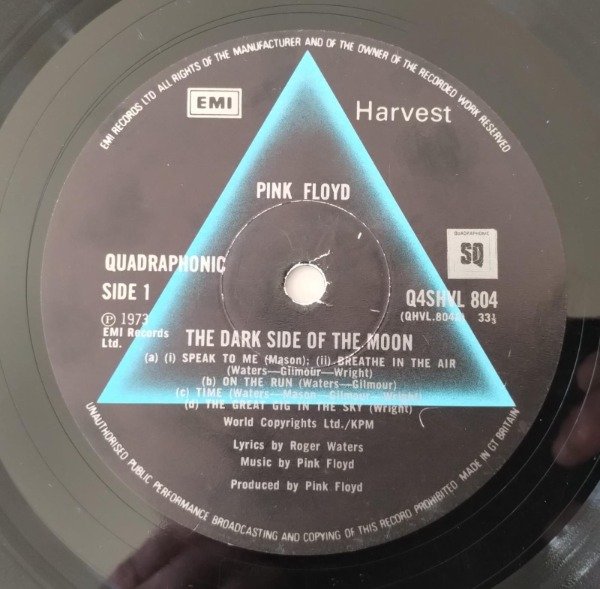 EMI RECORDS LTD ALL RIGHTS OF THE MANUFACTURER AND OF THE OWNER OF THE RECORDED WORK RESERVED
EMI
Harvest
PINK FLOYD
QUADRAPHONIC
SQ
QUADRAPHONIC
SIDE 1
Q4SHVL 804
(QHVL.804A) 33⅓
Ⓟ 1973
EMI Records
Ltd.
THE DARK SIDE OF THE MOON
(a) (i) SPEAK TO ME (Mason); (ii) BREATHE IN THE AIR
(Waters—Gilmour—Wright)
(b) ON THE RUN (Waters—Gilmour)
(c) TIME (Waters—Mason—Gilmour—Wright)
(d) THE GREAT GIG IN THE SKY (Wright)
World Copyrights Ltd./KPM
Lyrics by Roger Waters
Music by Pink Floyd
Produced by Pink Floyd
UNAUTHORISED PUBLIC PERFORMANCE BROADCASTING AND COPYING OF THIS RECORD PROHIBITED MADE IN GT BRITAIN